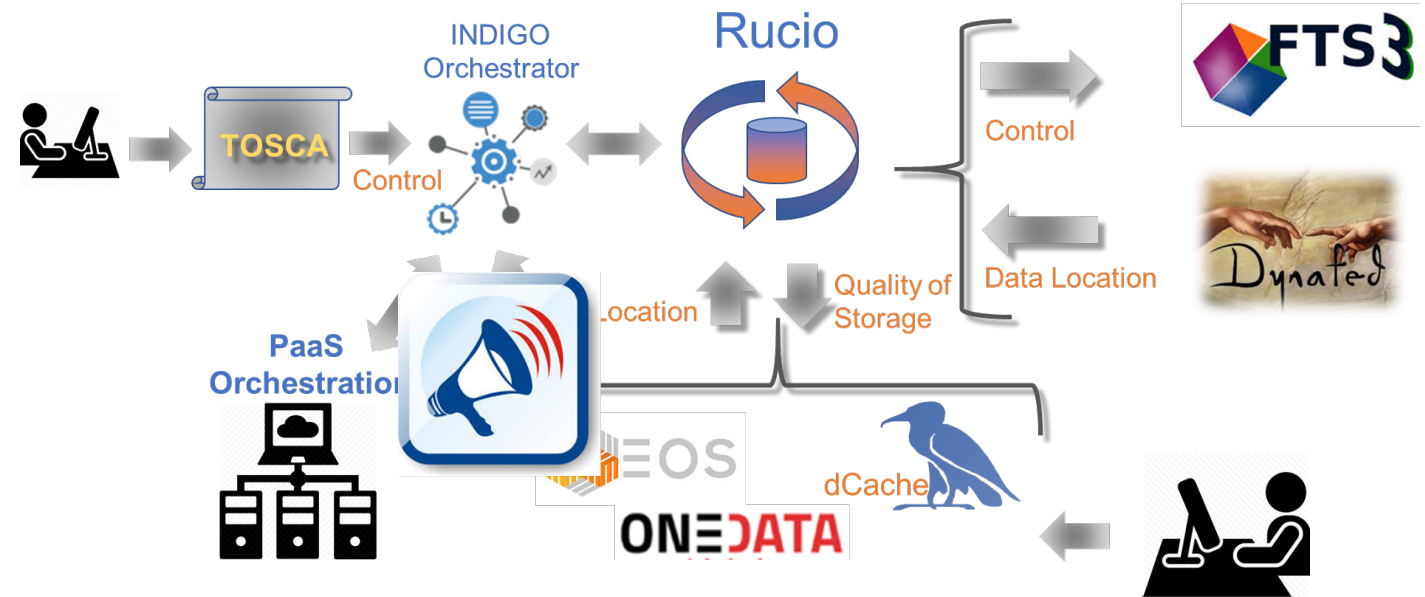 INDIGO
Orchestrator
Rucio
FTS3
TOSCA
Control
Control
Dynafed
Data Location
Location
Quality of
Storage
PaaS
Orchestration
EOS
dCache
ONEDATA